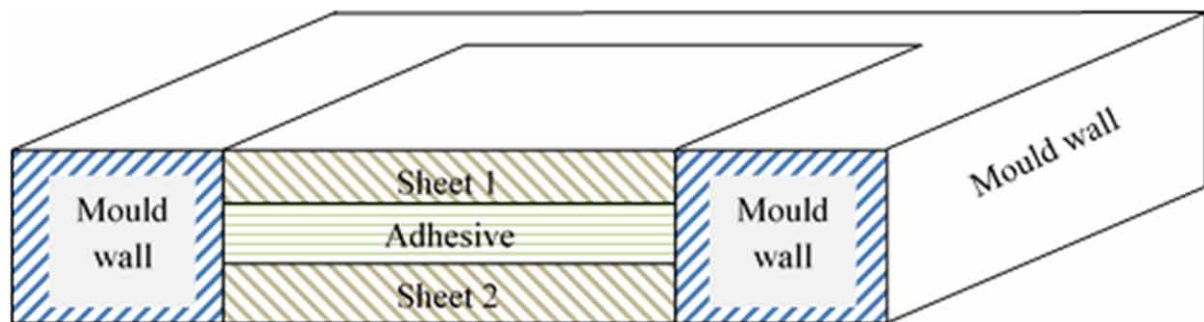 Mould wall
Sheet 1
Mould
wall
Adhesive
Mould
wall
Sheet 2